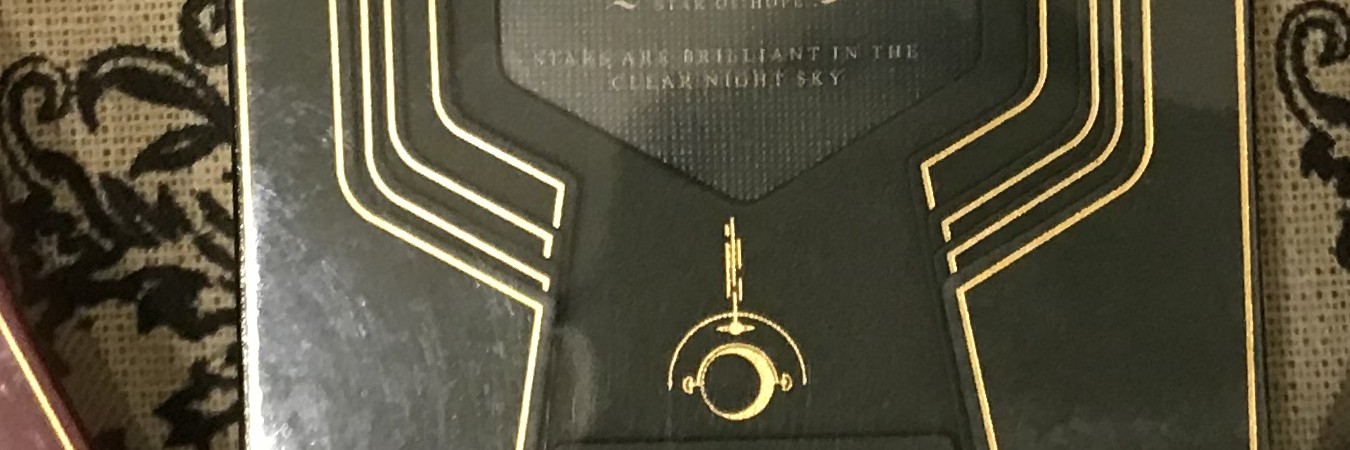 STAR OF HOPE
STARS ARE BRILLIANT IN THE
CLEAR NIGHT SKY